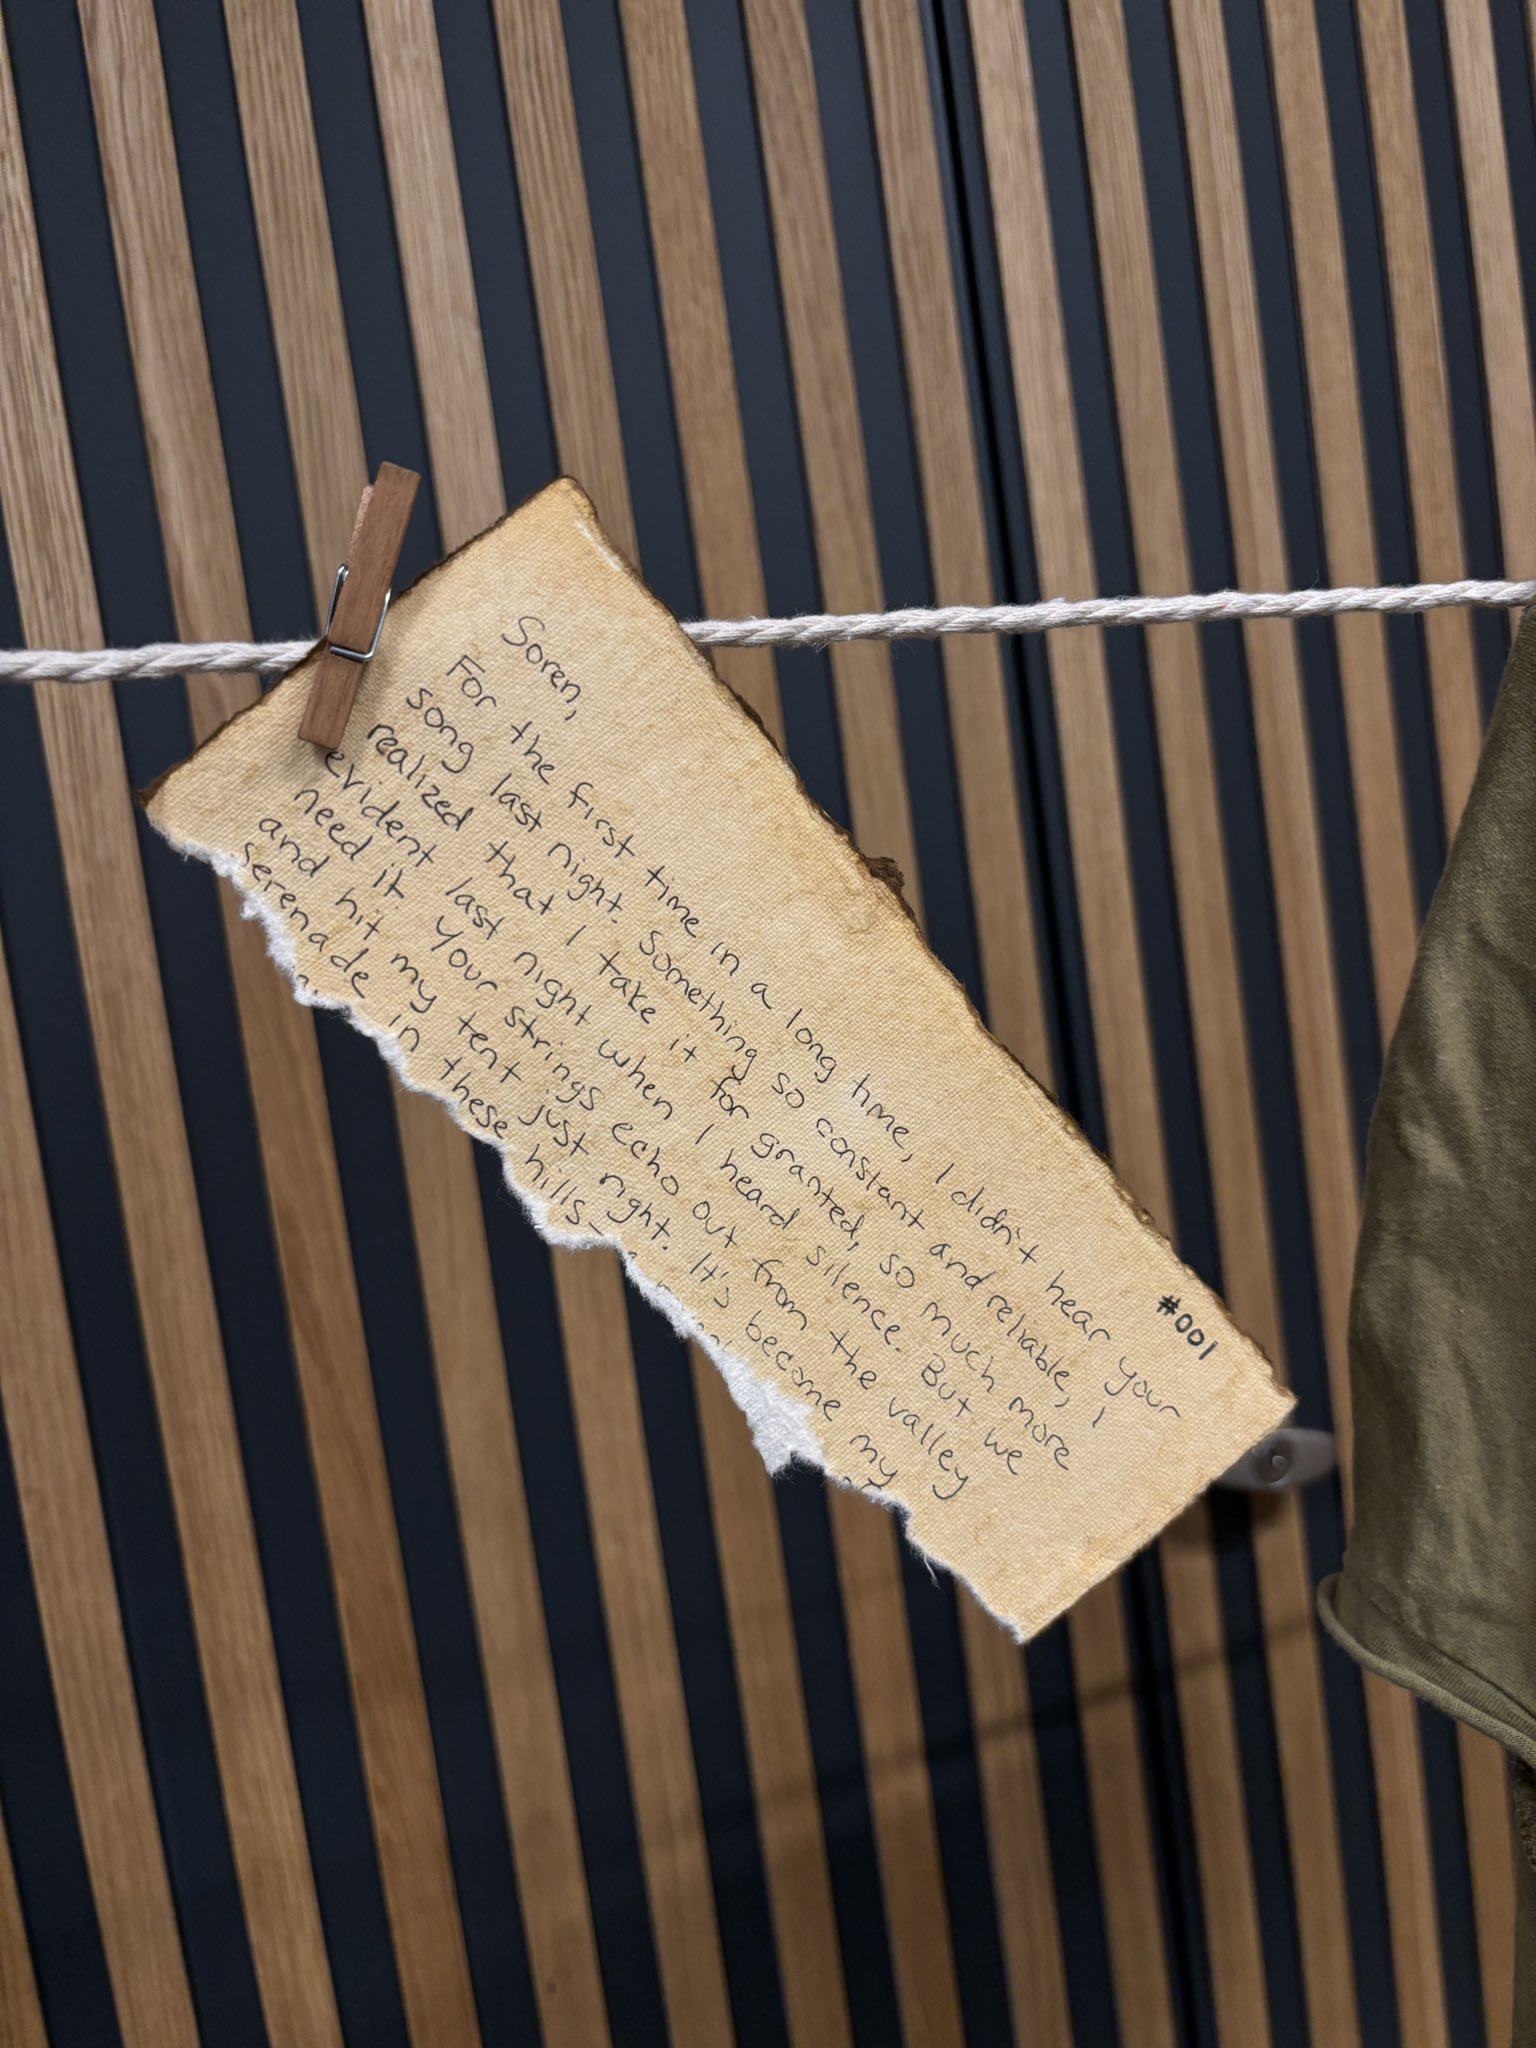 #001
Soren,
For the first time in a long time, I didn't hear your
song last night. Something so constant and reliable, I
realized that I take it for granted, so much more
evident last night when I heard silence. But we
need it. Your strings echo out from the valley
and hit my tent just right. It's become my
serenade in these hills